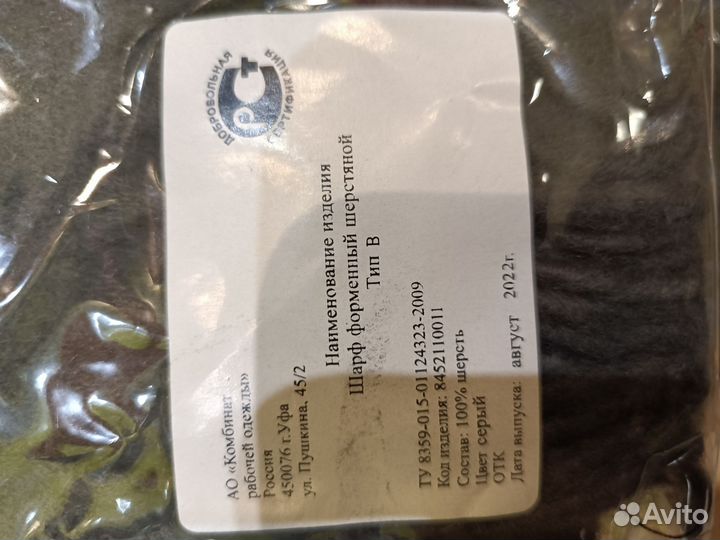 АО «Комбинат
рабочей одежды»
Россия
450076 г.Уфа
ул. Пушкина, 45/2
ДОБРОВОЛЬНАЯ
РСТ
СЕРТИФИКАЦИЯ
Наименование изделия
Шарф форменный шерстяной
Тип В
ТУ 8359-015-01124323-2009
Код изделия: 8452110011
Состав: 100% шерсть
Цвет серый
ОТК
Дата выпуска: август 2022г.
Avito